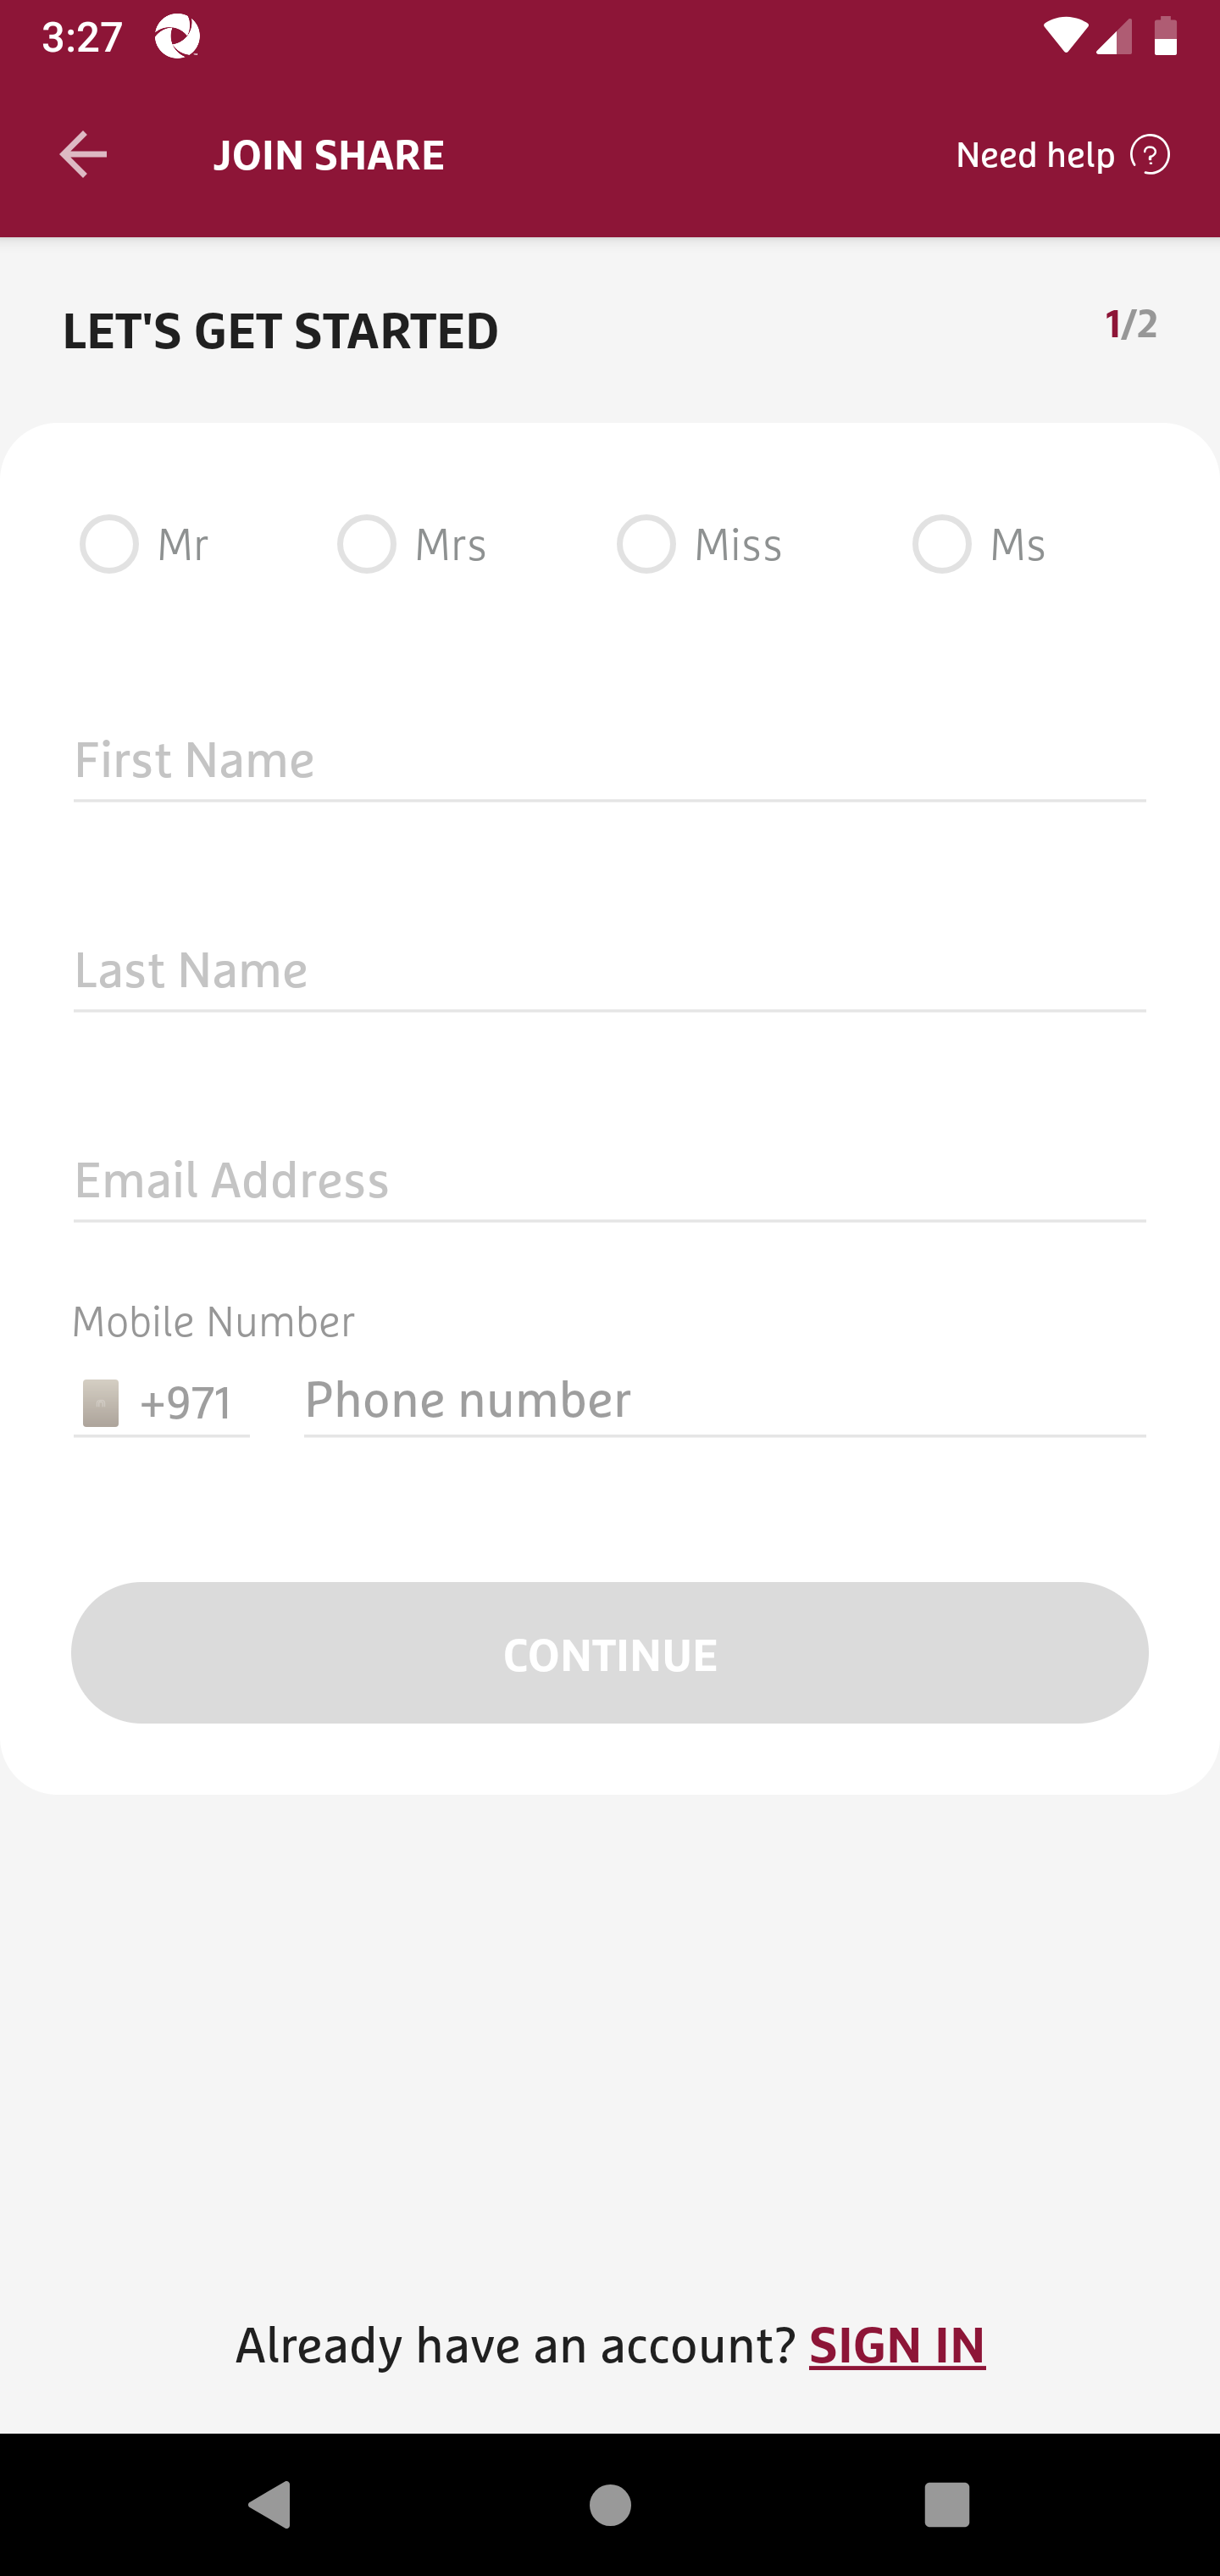 3:27
JOIN SHARE
Need help ?
LET'S GET STARTED
1/2
Mr Mrs Miss Ms
First Name
Last Name
Email Address
Mobile Number
+971 Phone number
CONTINUE
Already have an account? SIGN IN